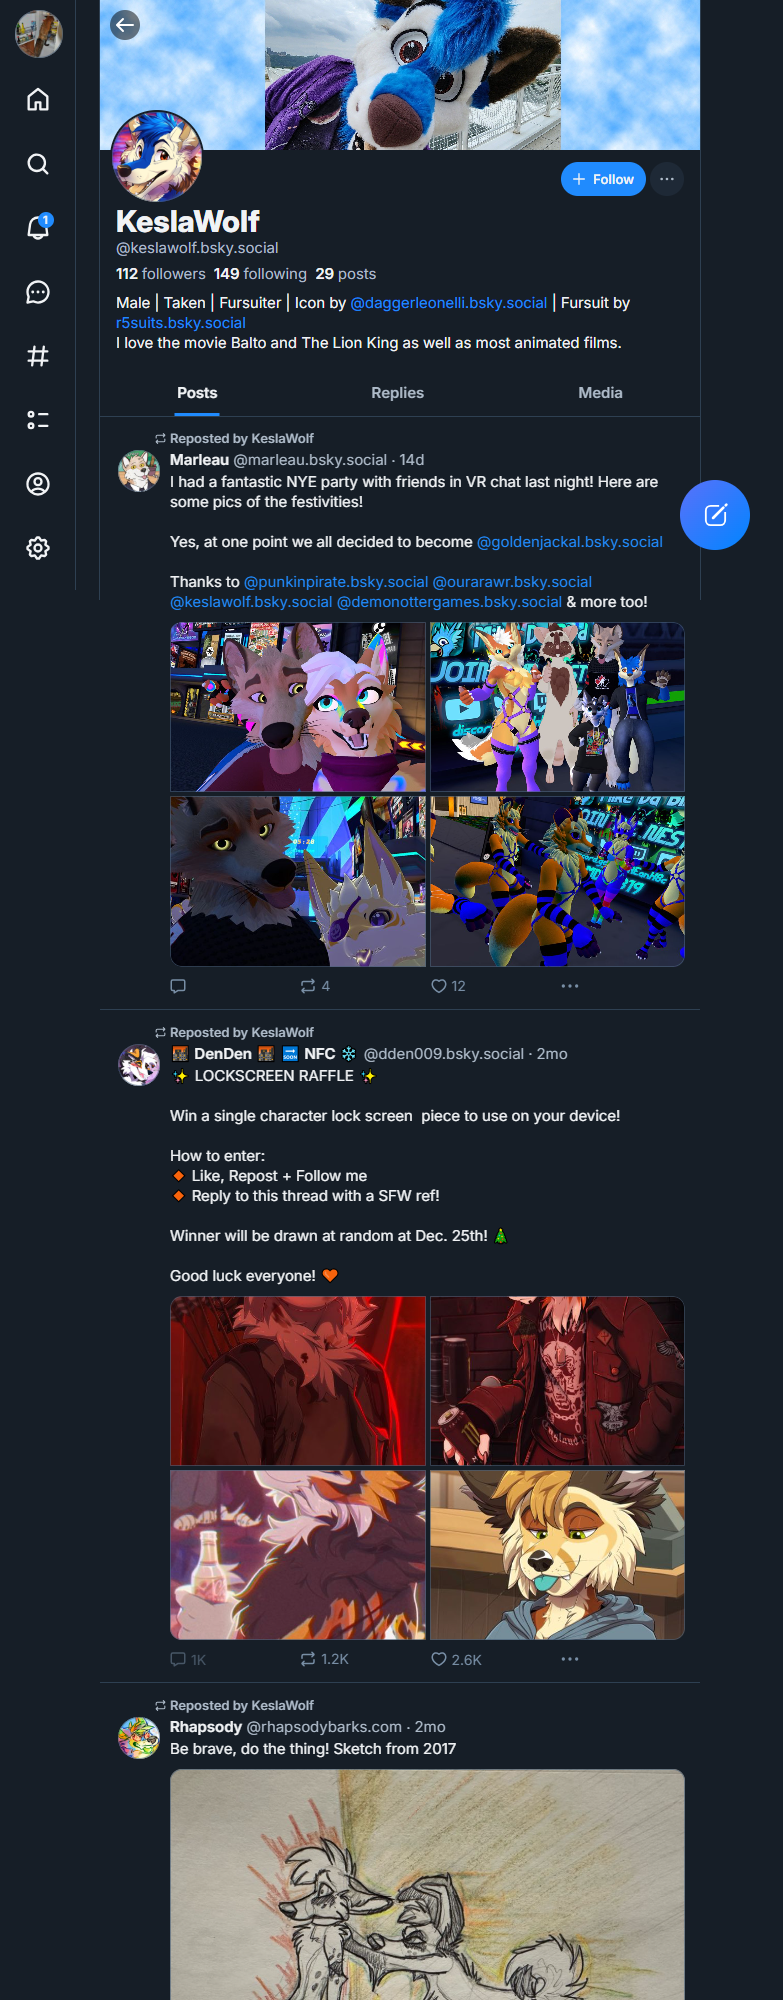 1
Follow
KeslaWolf
@keslawolf.bsky.social
112 followers 149 following 29 posts
Male | Taken | Fursuiter | Icon by @daggerleonelli.bsky.social | Fursuit by
r5suits.bsky.social
I love the movie Balto and The Lion King as well as most animated films.
Posts Replies Media
Reposted by KeslaWolf
Marleau @marleau.bsky.social · 14d
I had a fantastic NYE party with friends in VR chat last night! Here are
some pics of the festivities!
Yes, at one point we all decided to become @goldenjackal.bsky.social
Thanks to @punkinpirate.bsky.social @ourarawr.bsky.social
@keslawolf.bsky.social @demonottergames.bsky.social & more too!
JOIN
discor
4 12
Reposted by KeslaWolf
DenDen SOON NFC @dden009.bsky.social · 2mo
✨ LOCKSCREEN RAFFLE ✨
Win a single character lock screen piece to use on your device!
How to enter:
🔸 Like, Repost + Follow me
🔸 Reply to this thread with a SFW ref!
Winner will be drawn at random at Dec. 25th! 🎄
Good luck everyone! 🧡
1K 1.2K 2.6K
Reposted by KeslaWolf
Rhapsody @rhapsodybarks.com · 2mo
Be brave, do the thing! Sketch from 2017